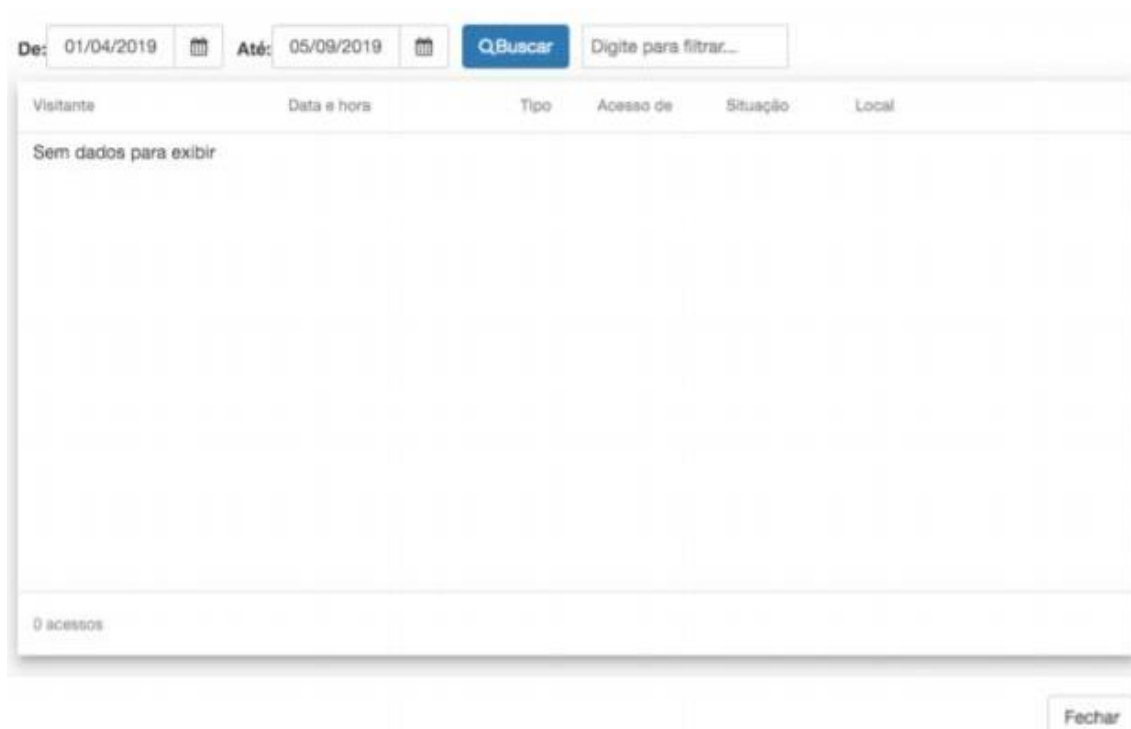 De: 01/04/2019 Até: 05/09/2019 Buscar Digite para filtrar...
Visitante Data e hora Tipo Acesso de Situação Local
Sem dados para exibir
0 acessos
Fechar